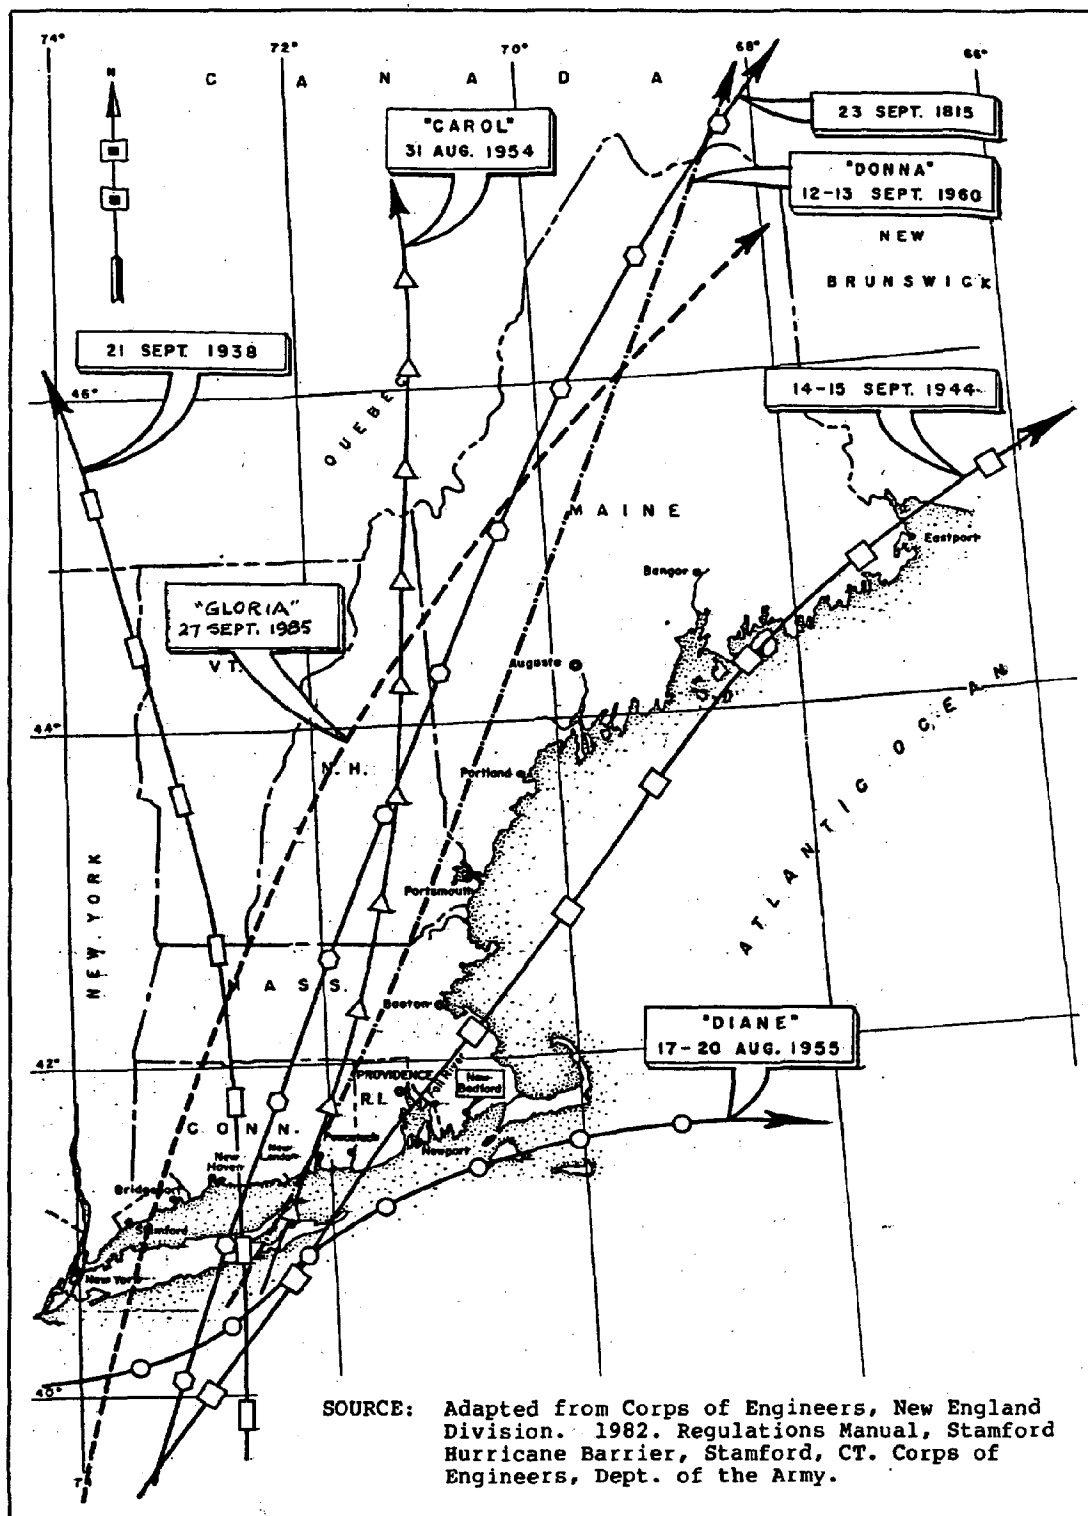 74°
72°
70°
68°
66°
N
CANADA
"CAROL"
31 AUG. 1954
23 SEPT. 1815
"DONNA"
12-13 SEPT. 1960
NEW
BRUNSWICK
21 SEPT. 1938
46°
QUEBEC
14-15 SEPT. 1944
MAINE
Eastport
Bangor
"GLORIA"
27 SEPT. 1985
VT.
Augusta
44°
N.H.
Portland
ATLANTIC OCEAN
NEW YORK
Portsmouth
MASS.
Boston
"DIANE"
17-20 AUG. 1955
42°
PROVIDENCE
Fall River
New
Bedford
R.I.
CONN.
New
Haven
New
London
Pawcatuck
Newport
Bridgeport
Stamford
New York
40°
SOURCE: Adapted from Corps of Engineers, New England
Division. 1982. Regulations Manual, Stamford
Hurricane Barrier, Stamford, CT. Corps of
Engineers, Dept. of the Army.